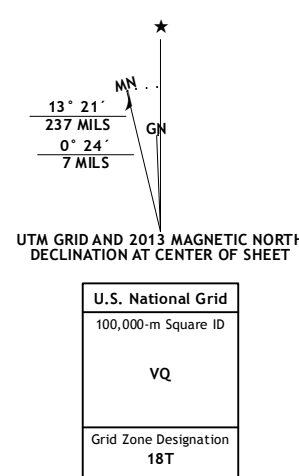 ★
MN
GN
13° 21´
237 MILS
0° 24´
7 MILS
UTM GRID AND 2013 MAGNETIC NORTH
DECLINATION AT CENTER OF SHEET
U.S. National Grid
100,000-m Square ID
VQ
Grid Zone Designation
18T